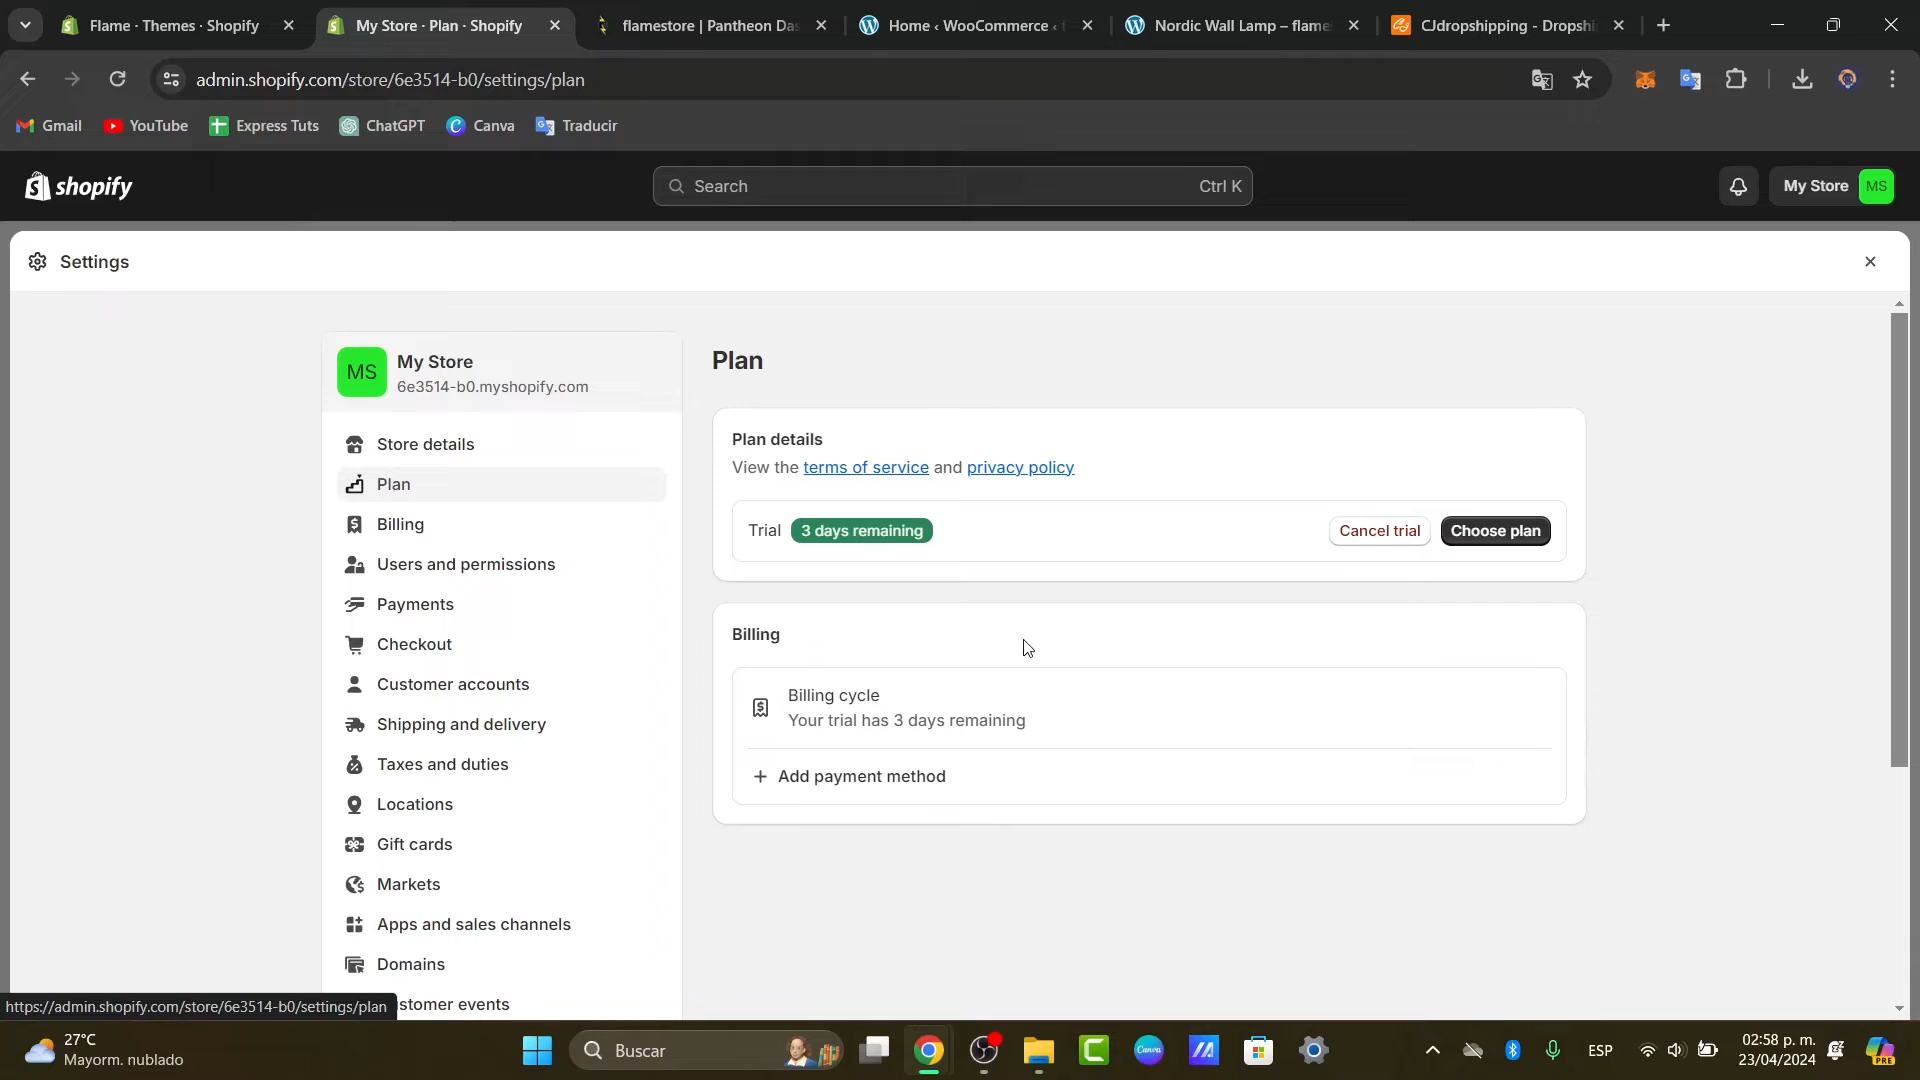 Flame · Themes · Shopify
My Store · Plan · Shopify
flamestore | Pantheon Das
Home ‹ WooCommerce ‹
Nordic Wall Lamp – flame
CJdropshipping - Dropshi
admin.shopify.com/store/6e3514-b0/settings/plan
Gmail
YouTube
Express Tuts
ChatGPT
Canva
Traducir
shopify
Search
Ctrl K
My Store
MS
Settings
MS
My Store
6e3514-b0.myshopify.com
Store details
Plan
Billing
Users and permissions
Payments
Checkout
Customer accounts
Shipping and delivery
Taxes and duties
Locations
Gift cards
Markets
Apps and sales channels
Domains
stomer events
Plan
Plan details
View the terms of service and privacy policy
Trial
3 days remaining
Cancel trial
Choose plan
Billing
Billing cycle
Your trial has 3 days remaining
Add payment method
https://admin.shopify.com/store/6e3514-b0/settings/plan
27°C
Mayorm. nublado
Buscar
Canva
ESP
02:58 p. m.
23/04/2024
PRE